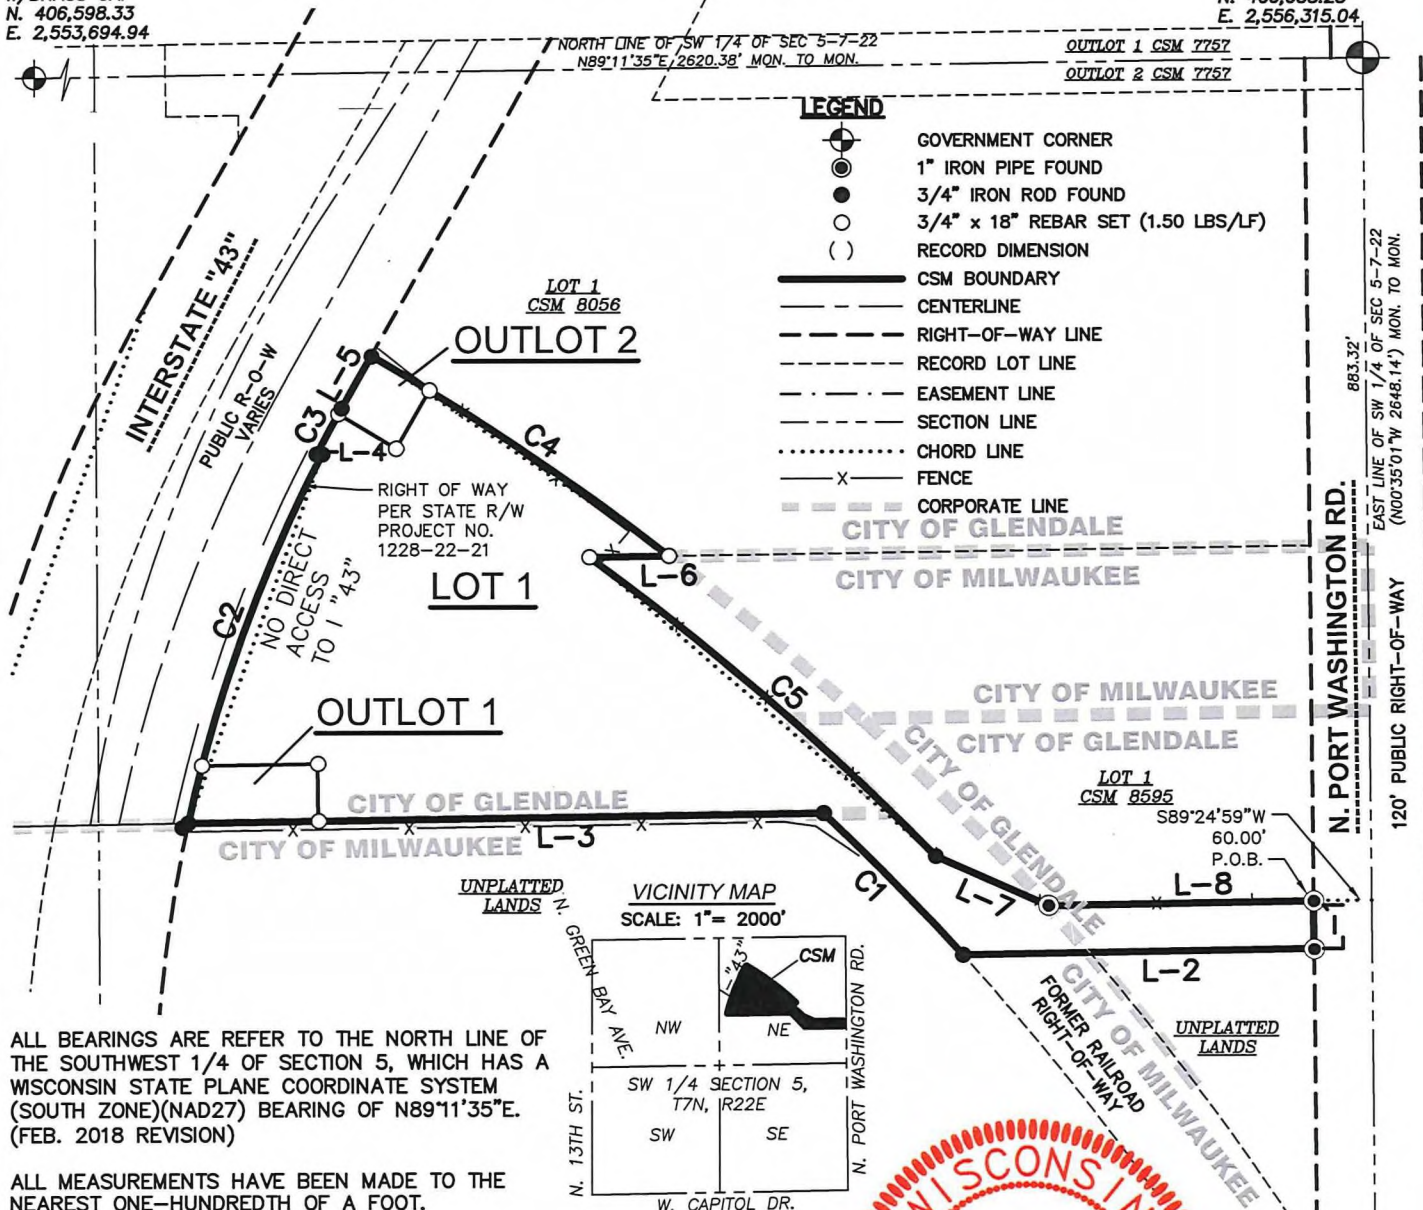 N. 406,598.33
E. 2,553,694.94
E. 2,556,315.04
NORTH LINE OF SW 1/4 OF SEC 5-7-22
N89°11'35"E 2620.38' MON. TO MON.
OUTLOT 1 CSM 7757
OUTLOT 2 CSM 7757
LEGEND
GOVERNMENT CORNER
1" IRON PIPE FOUND
3/4" IRON ROD FOUND
3/4" x 18" REBAR SET (1.50 LBS/LF)
( ) RECORD DIMENSION
CSM BOUNDARY
CENTERLINE
RIGHT-OF-WAY LINE
RECORD LOT LINE
EASEMENT LINE
SECTION LINE
CHORD LINE
X FENCE
CORPORATE LINE
INTERSTATE "43"
PUBLIC R-O-W
VARIES
LOT 1
CSM 8056
OUTLOT 2
L-5
C3
L-4
C4
RIGHT OF WAY
PER STATE R/W
PROJECT NO.
1228-22-21
C2
NO DIRECT
ACCESS
TO I "43"
LOT 1
L-6
CITY OF GLENDALE
CITY OF MILWAUKEE
883.32'
EAST LINE OF SW 1/4 OF SEC 5-7-22
(N00°35'01"W 2648.14') MON. TO MON.
N. PORT WASHINGTON RD.
120' PUBLIC RIGHT-OF-WAY
C5
CITY OF MILWAUKEE
CITY OF GLENDALE
OUTLOT 1
CITY OF GLENDALE
CITY OF MILWAUKEE
L-3
CITY OF GLENDALE
CITY OF MILWAUKEE
LOT 1
CSM 8595
S89°24'59"W
60.00'
P.O.B.
C1
L-7
L-8
L-1
L-2
UNPLATTED
LANDS
FORMER RAILROAD
RIGHT-OF-WAY
UNPLATTED
LANDS
VICINITY MAP
SCALE: 1"= 2000'
N. GREEN BAY AVE.
I-"43"
CSM
NW
NE
SW 1/4 SECTION 5,
T7N, R22E
SW
SE
N. 13TH ST.
N. PORT WASHINGTON RD.
W. CAPITOL DR.
ALL BEARINGS ARE REFER TO THE NORTH LINE OF
THE SOUTHWEST 1/4 OF SECTION 5, WHICH HAS A
WISCONSIN STATE PLANE COORDINATE SYSTEM
(SOUTH ZONE)(NAD27) BEARING OF N89°11'35"E.
(FEB. 2018 REVISION)
ALL MEASUREMENTS HAVE BEEN MADE TO THE
NEAREST ONE-HUNDREDTH OF A FOOT.
WISCONSIN